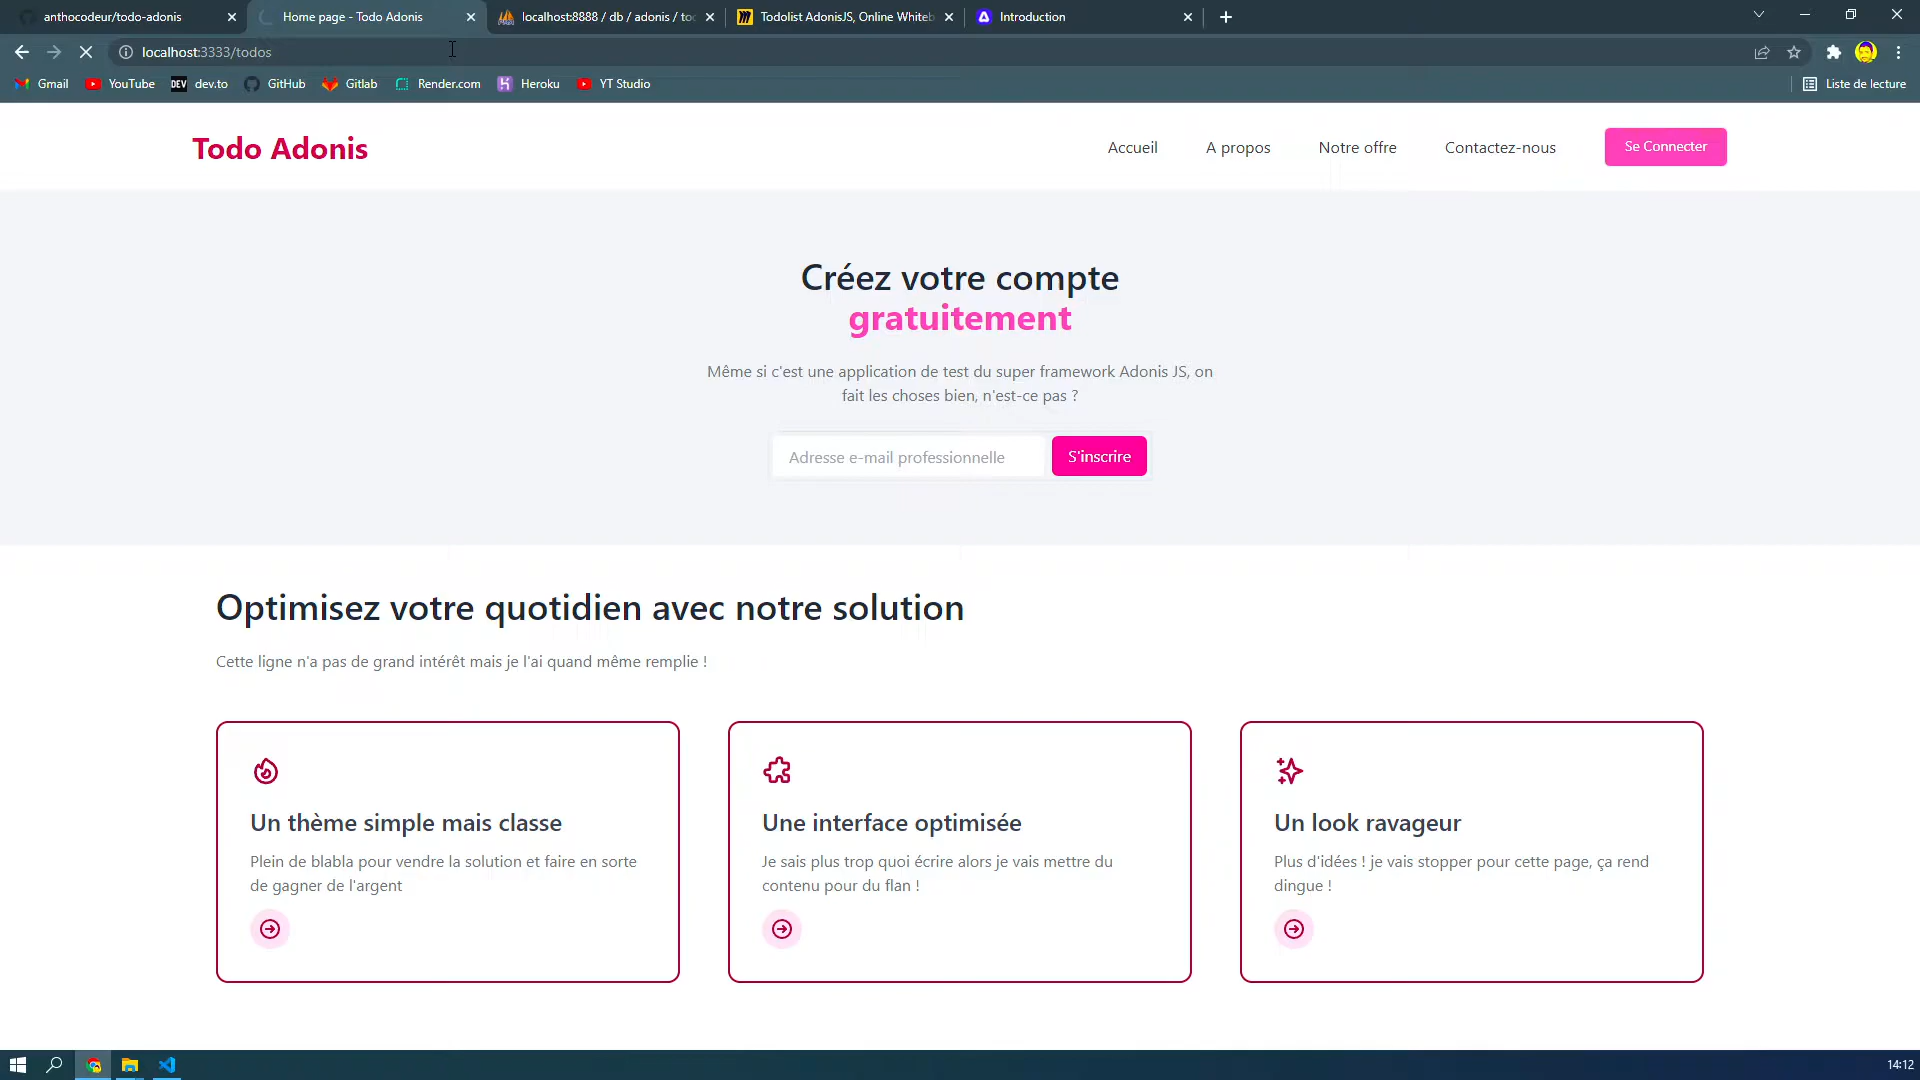 anthocodeur/todo-adonis
Home page - Todo Adonis
localhost:8888 / db / adonis / toc
Todolist AdonisJS, Online Whiteb
Introduction
localhost:3333/todos
Gmail
YouTube
DEV dev.to
GitHub
Gitlab
Render.com
Heroku
YT Studio
Liste de lecture
Todo Adonis
Accueil
A propos
Notre offre
Contactez-nous
Se Connecter
Créez votre compte
gratuitement
Même si c'est une application de test du super framework Adonis JS, on
fait les choses bien, n'est-ce pas ?
Adresse e-mail professionnelle
S'inscrire
Optimisez votre quotidien avec notre solution
Cette ligne n'a pas de grand intérêt mais je l'ai quand même remplie !
Un thème simple mais classe
Plein de blabla pour vendre la solution et faire en sorte
de gagner de l'argent
Une interface optimisée
Je sais plus trop quoi écrire alors je vais mettre du
contenu pour du flan !
Un look ravageur
Plus d'idées ! je vais stopper pour cette page, ça rend
dingue !
14:12